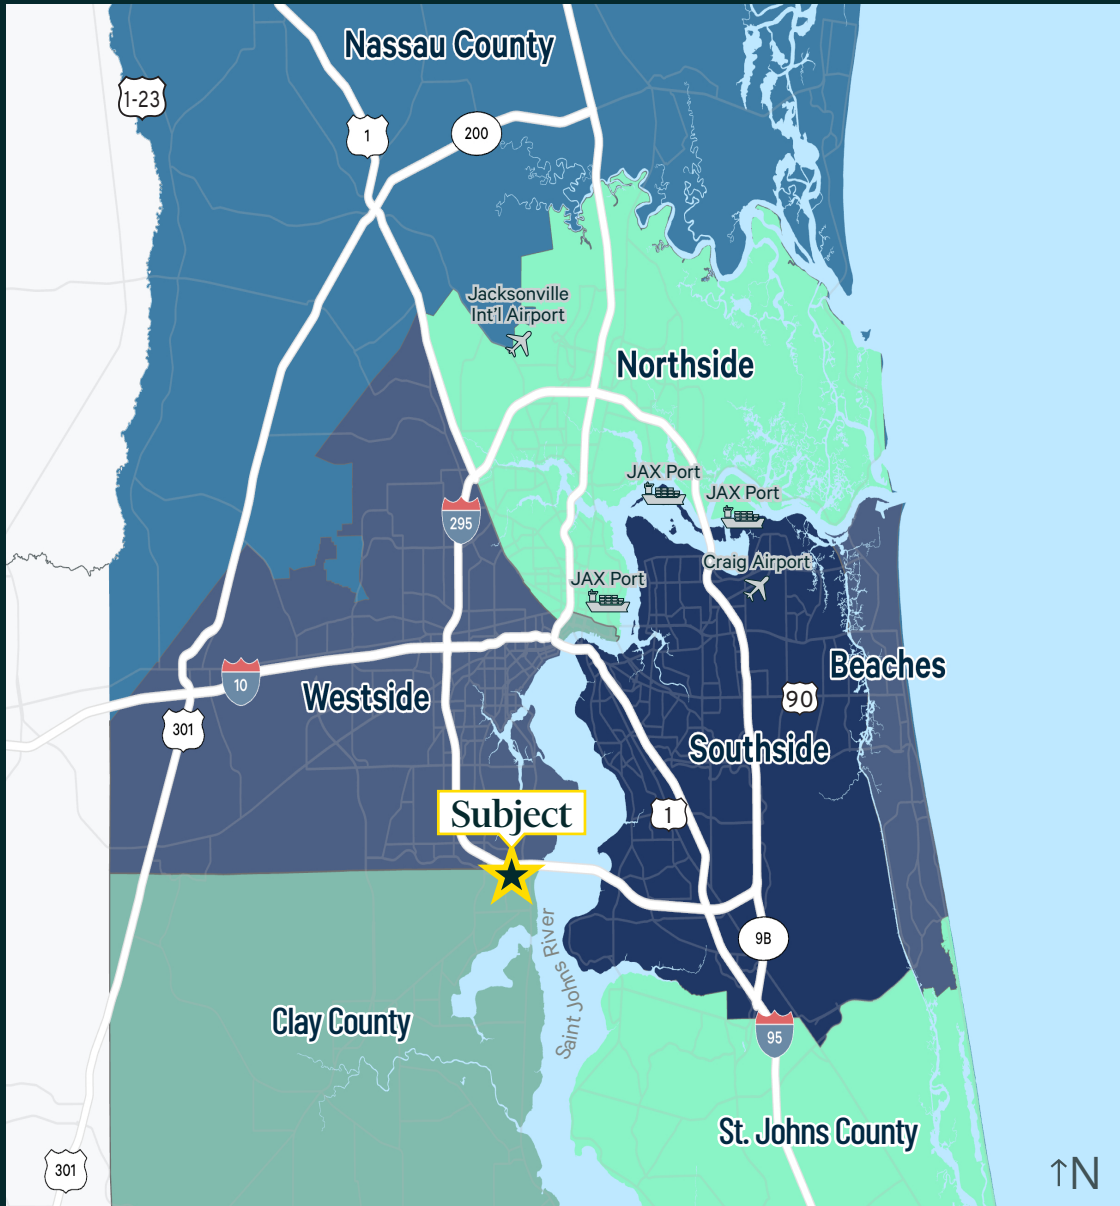 Nassau County
1-23
1
200
Jacksonville
Int'l Airport
Northside
JAX Port
JAX Port
295
Craig Airport
JAX Port
Beaches
10
Westside
90
301
Southside
Subject
1
Saint Johns River
9B
Clay County
95
St. Johns County
301
↑N